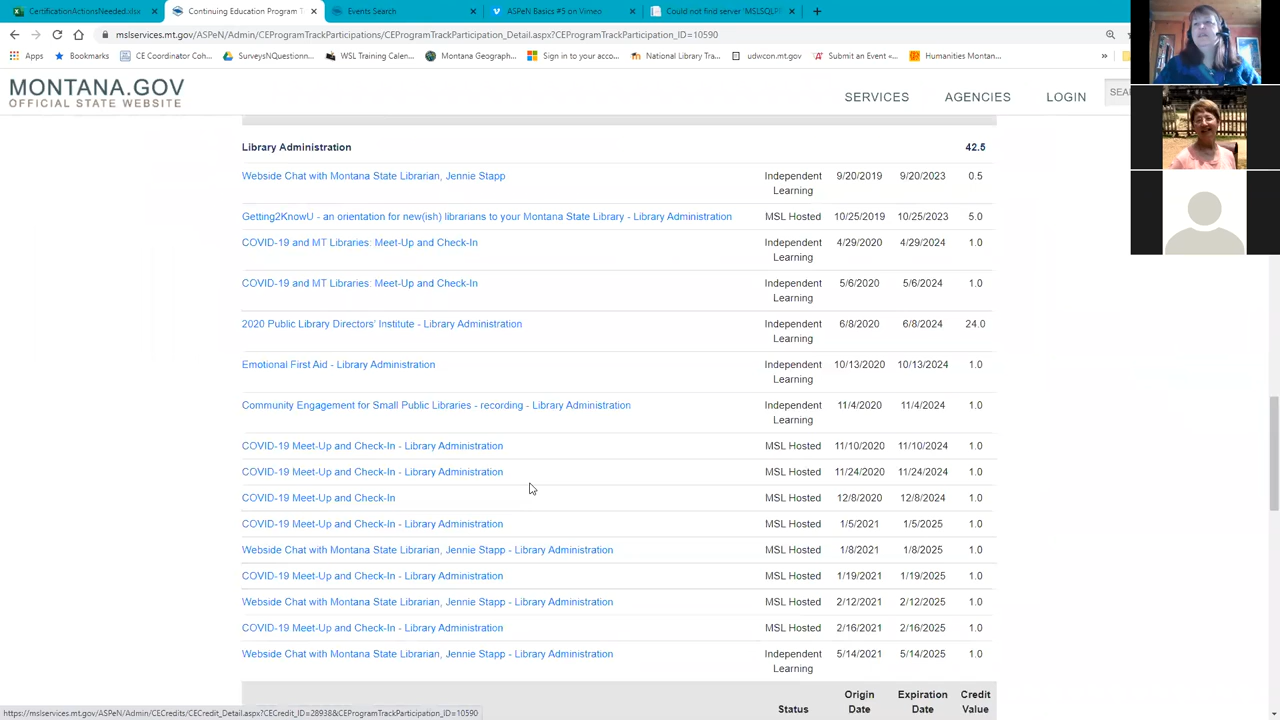 CertificationActionsNeeded.xlsx
Continuing Education Program T
Events Search
ASPeN Basics #5 on Vimeo
Could not find server 'MSLSQLP
mslservices.mt.gov/ASPeN/Admin/CEProgramTrackParticipations/CEProgramTrackParticipation_Detail.aspx?CEProgramTrackParticipation_ID=10590
Apps Bookmarks CE Coordinator Coh... SurveysNQuestionn... WSL Training Calen... Montana Geograph... Sign in to your acco... National Library Tra... udwcon.mt.gov Submit an Event «... Humanities Montan... »
MONTANA.GOV
OFFICIAL STATE WEBSITE
SERVICES AGENCIES LOGIN SEA
Library Administration 42.5
Webside Chat with Montana State Librarian, Jennie Stapp Independent Learning 9/20/2019 9/20/2023 0.5
Getting2KnowU - an orientation for new(ish) librarians to your Montana State Library - Library Administration MSL Hosted 10/25/2019 10/25/2023 5.0
COVID-19 and MT Libraries: Meet-Up and Check-In Independent Learning 4/29/2020 4/29/2024 1.0
COVID-19 and MT Libraries: Meet-Up and Check-In Independent Learning 5/6/2020 5/6/2024 1.0
2020 Public Library Directors' Institute - Library Administration Independent Learning 6/8/2020 6/8/2024 24.0
Emotional First Aid - Library Administration Independent Learning 10/13/2020 10/13/2024 1.0
Community Engagement for Small Public Libraries - recording - Library Administration Independent Learning 11/4/2020 11/4/2024 1.0
COVID-19 Meet-Up and Check-In - Library Administration MSL Hosted 11/10/2020 11/10/2024 1.0
COVID-19 Meet-Up and Check-In - Library Administration MSL Hosted 11/24/2020 11/24/2024 1.0
COVID-19 Meet-Up and Check-In MSL Hosted 12/8/2020 12/8/2024 1.0
COVID-19 Meet-Up and Check-In - Library Administration MSL Hosted 1/5/2021 1/5/2025 1.0
Webside Chat with Montana State Librarian, Jennie Stapp - Library Administration MSL Hosted 1/8/2021 1/8/2025 1.0
COVID-19 Meet-Up and Check-In - Library Administration MSL Hosted 1/19/2021 1/19/2025 1.0
Webside Chat with Montana State Librarian, Jennie Stapp - Library Administration MSL Hosted 2/12/2021 2/12/2025 1.0
COVID-19 Meet-Up and Check-In - Library Administration MSL Hosted 2/16/2021 2/16/2025 1.0
Webside Chat with Montana State Librarian, Jennie Stapp - Library Administration Independent Learning 5/14/2021 5/14/2025 1.0
Status Origin Date Expiration Date Credit Value
https://mslservices.mt.gov/ASPeN/Admin/CECredits/CECredit_Detail.aspx?CECredit_ID=28938&CEProgramTrackParticipation_ID=10590